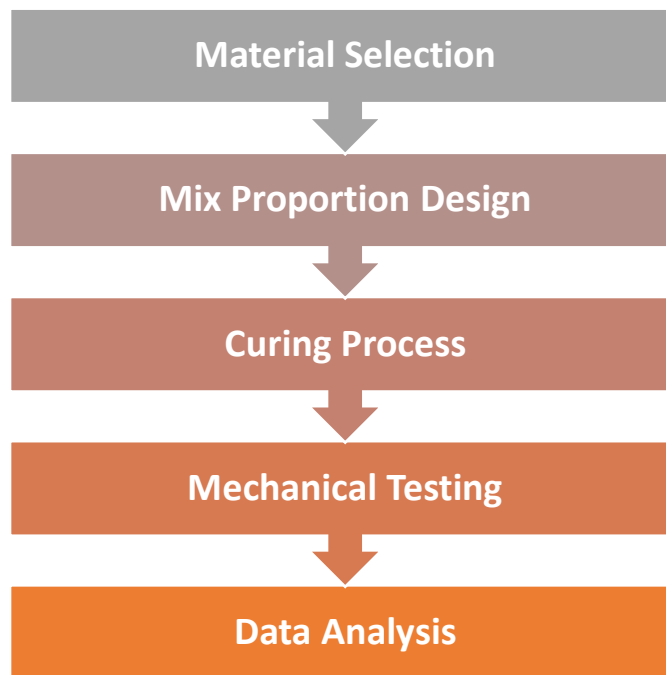 Material Selection
Mix Proportion Design
Curing Process
Mechanical Testing
Data Analysis